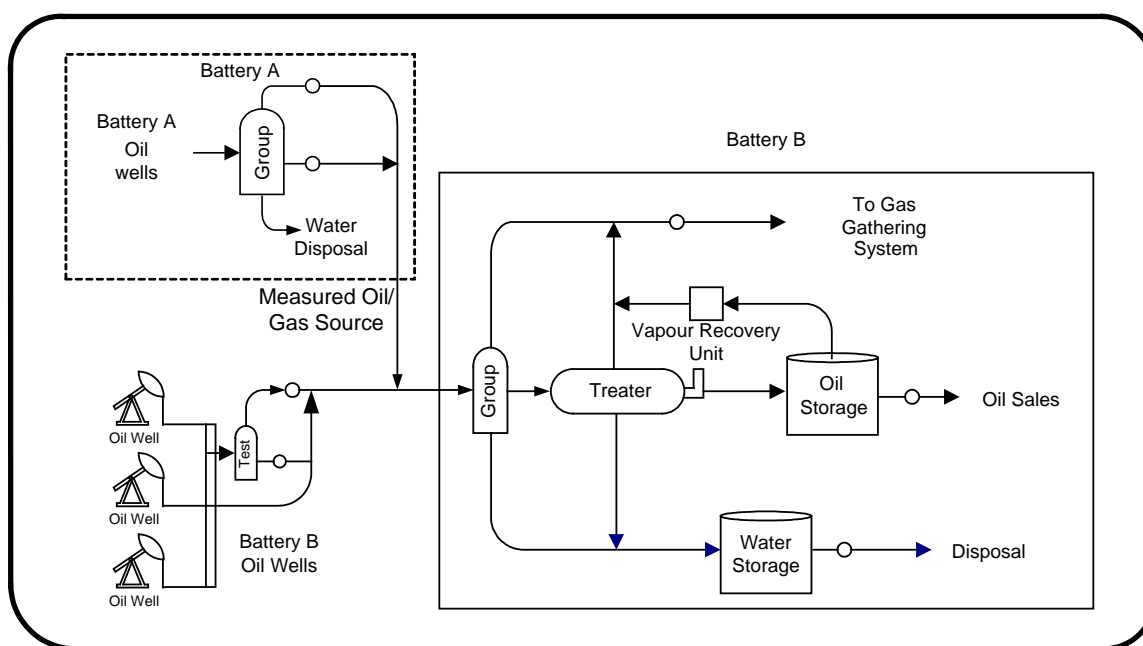 Battery A
Battery A
Oil
wells
Group
Water
Disposal
Measured Oil/
Gas Source
Battery B
To Gas
Gathering
System
Vapour Recovery
Unit
Group
Treater
Oil
Storage
Oil Sales
Oil Well
Test
Oil Well
Oil Well
Battery B
Oil Wells
Water
Storage
Disposal